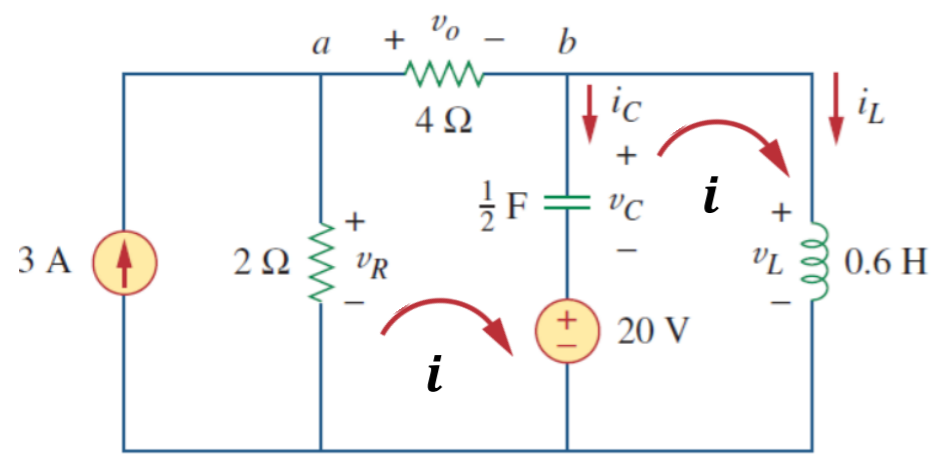 a + v_o − b
4 Ω
i_C
i_L
+
½ F
v_C
−
i
+
v_L
−
0.6 H
3 A
2 Ω
+
v_R
−
+
−
20 V
i